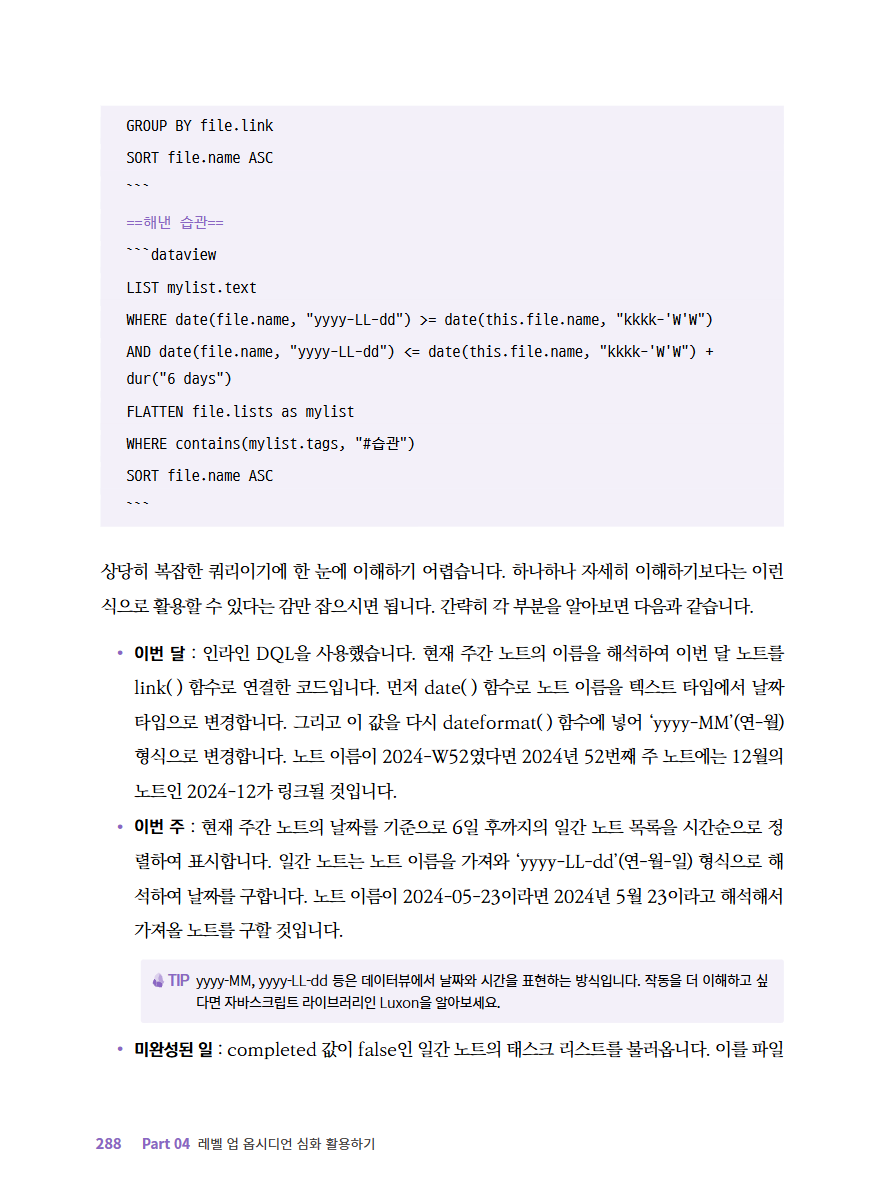 GROUP BY file.link
SORT file.name ASC
```
==해낸 습관==
```dataview
LIST mylist.text
WHERE date(file.name, "yyyy-LL-dd") >= date(this.file.name, "kkkk-'W'W")
AND date(file.name, "yyyy-LL-dd") <= date(this.file.name, "kkkk-'W'W") +
dur("6 days")
FLATTEN file.lists as mylist
WHERE contains(mylist.tags, "#습관")
SORT file.name ASC
```
상당히 복잡한 쿼리이기에 한 눈에 이해하기 어렵습니다. 하나하나 자세히 이해하기보다는 이런
식으로 활용할 수 있다는 감만 잡으시면 됩니다. 간략히 각 부분을 알아보면 다음과 같습니다.
• 이번 달 : 인라인 DQL을 사용했습니다. 현재 주간 노트의 이름을 해석하여 이번 달 노트를
link( ) 함수로 연결한 코드입니다. 먼저 date( ) 함수로 노트 이름을 텍스트 타입에서 날짜
타입으로 변경합니다. 그리고 이 값을 다시 dateformat( ) 함수에 넣어 ‘yyyy-MM’(연-월)
형식으로 변경합니다. 노트 이름이 2024-W52였다면 2024년 52번째 주 노트에는 12월의
노트인 2024-12가 링크될 것입니다.
• 이번 주 : 현재 주간 노트의 날짜를 기준으로 6일 후까지의 일간 노트 목록을 시간순으로 정
렬하여 표시합니다. 일간 노트는 노트 이름을 가져와 ‘yyyy-LL-dd’(연-월-일) 형식으로 해
석하여 날짜를 구합니다. 노트 이름이 2024-05-23이라면 2024년 5월 23이라고 해석해서
가져올 노트를 구할 것입니다.
TIP yyyy-MM, yyyy-LL-dd 등은 데이터뷰에서 날짜와 시간을 표현하는 방식입니다. 작동을 더 이해하고 싶
다면 자바스크립트 라이브러리인 Luxon을 알아보세요.
• 미완성된 일 : completed 값이 false인 일간 노트의 태스크 리스트를 불러옵니다. 이를 파일
288 Part 04 레벨 업 옵시디언 심화 활용하기